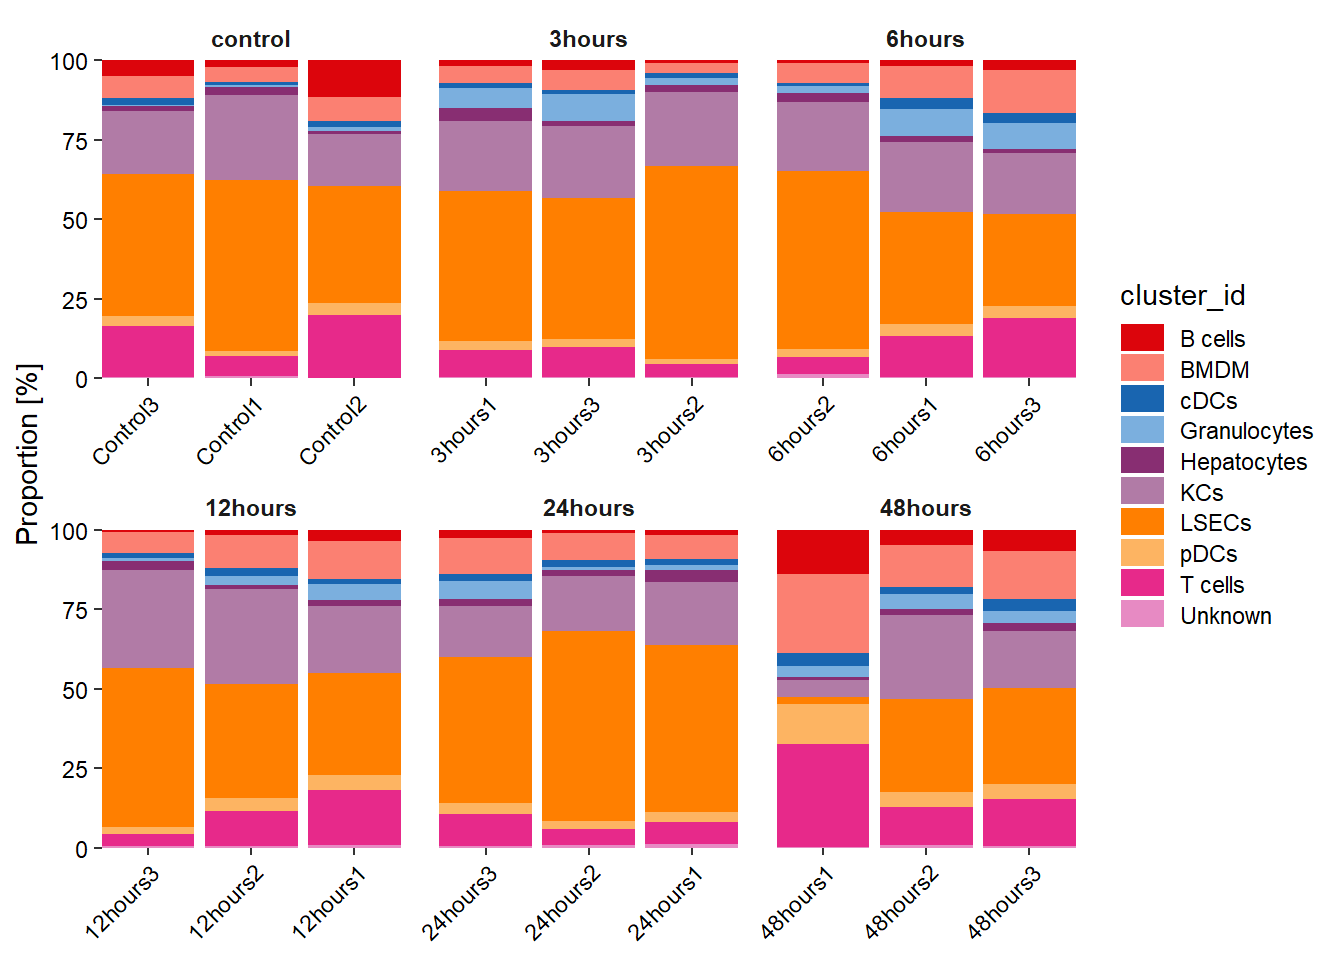 control
3hours
6hours
100
75
50
25
0
Control3
Control1
Control2
3hours1
3hours3
3hours2
6hours2
6hours1
6hours3
Proportion [%]
12hours
24hours
48hours
100
75
50
25
0
12hours3
12hours2
12hours1
24hours3
24hours2
24hours1
48hours1
48hours2
48hours3
cluster_id
B cells
BMDM
cDCs
Granulocytes
Hepatocytes
KCs
LSECs
pDCs
T cells
Unknown